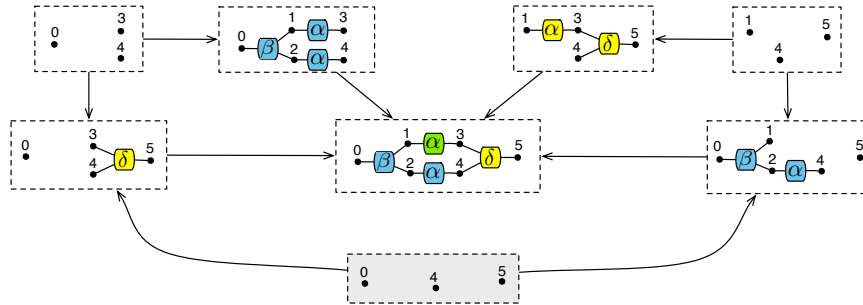 0 3 4
0 β 1 2 α α 3 4
1 α 3 4 δ 5
1 4 5
0 3 4 δ 5
0 β 1 2 α α 3 4 δ 5
0 β 1 2 α 4 5
0 4 5